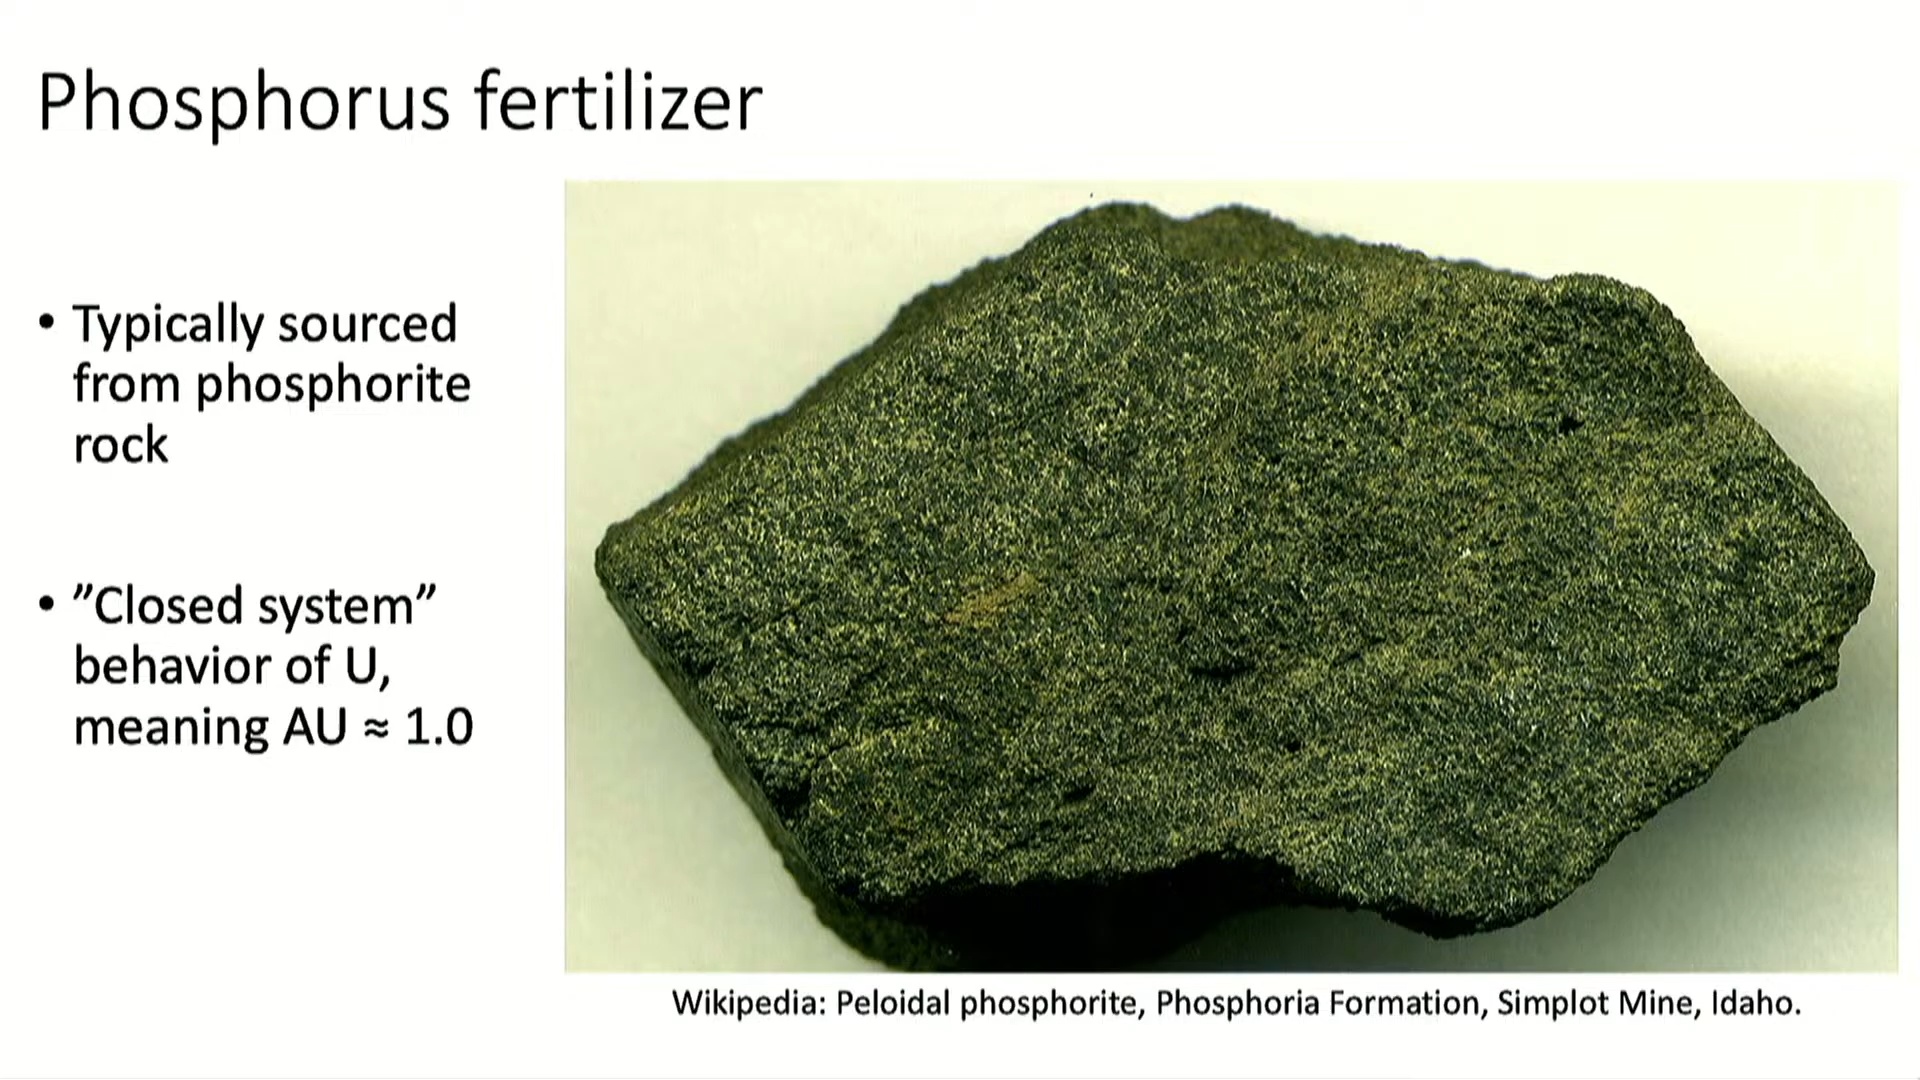 Phosphorus fertilizer
• Typically sourced
from phosphorite
rock
• ”Closed system”
behavior of U,
meaning AU ≈ 1.0
Wikipedia: Peloidal phosphorite, Phosphoria Formation, Simplot Mine, Idaho.